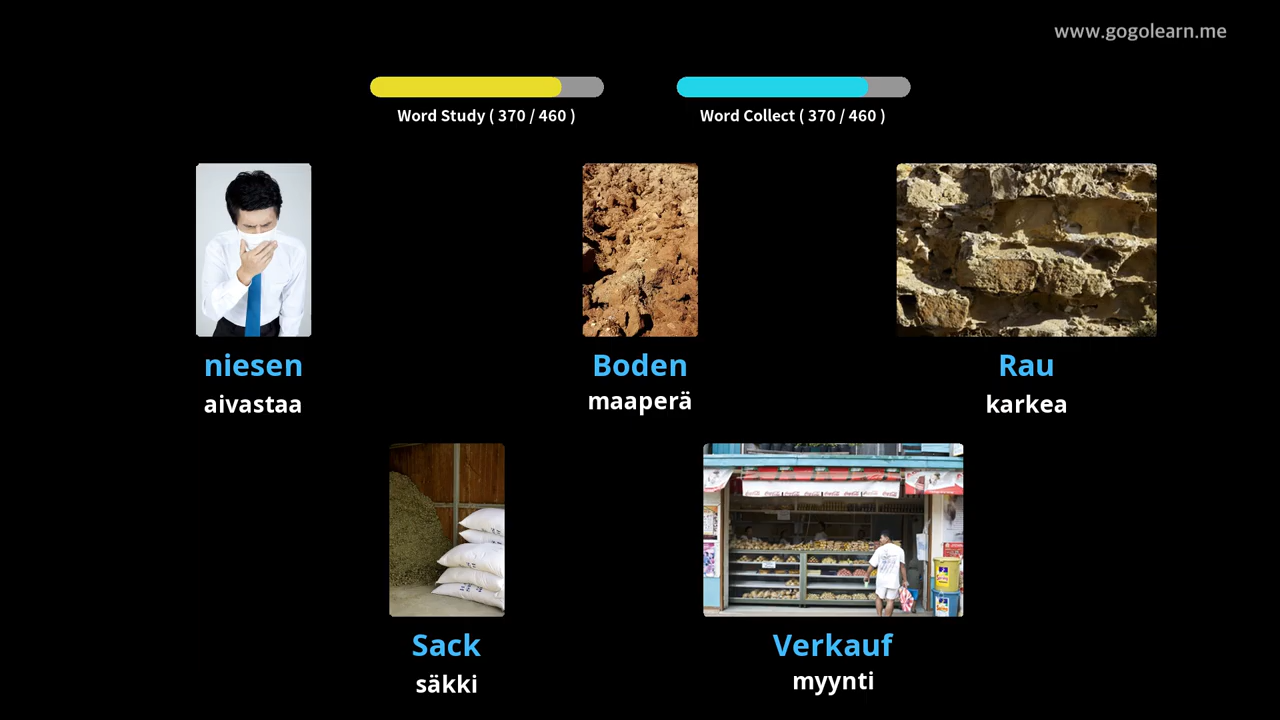 www.gogolearn.me
Word Study ( 370 / 460 )
Word Collect ( 370 / 460 )
niesen
aivastaa
Boden
maaperä
Rau
karkea
Sack
säkki
Verkauf
myynti